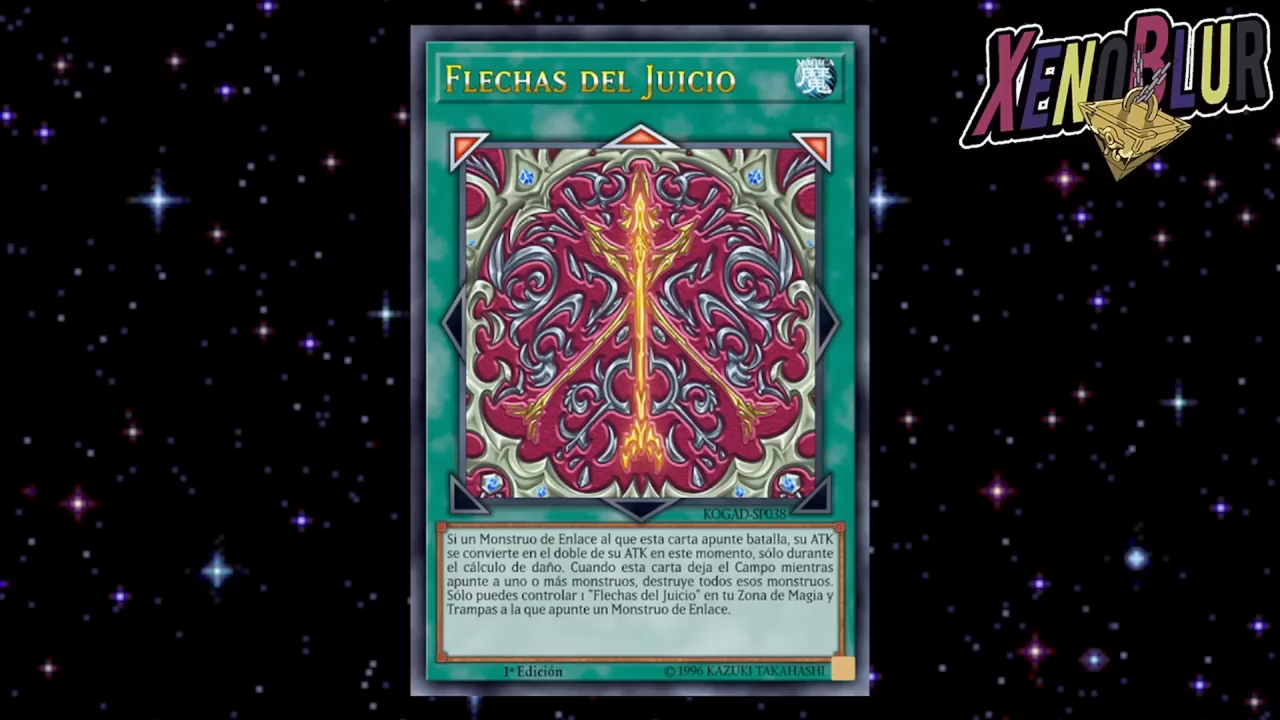 XENOBLUR
FLECHAS DEL JUICIO
MÁGICA
魔
KOGAD-SP038
Si un Monstruo de Enlace al que esta carta apunte batalla, su ATK
se convierte en el doble de su ATK en este momento, sólo durante
el cálculo de daño. Cuando esta carta deja el Campo mientras
apunte a uno o más monstruos, destruye todos esos monstruos.
Sólo puedes controlar 1 "Flechas del Juicio" en tu Zona de Magia y
Trampas a la que apunte un Monstruo de Enlace.
1ª Edición
©1996 KAZUKI TAKAHASHI